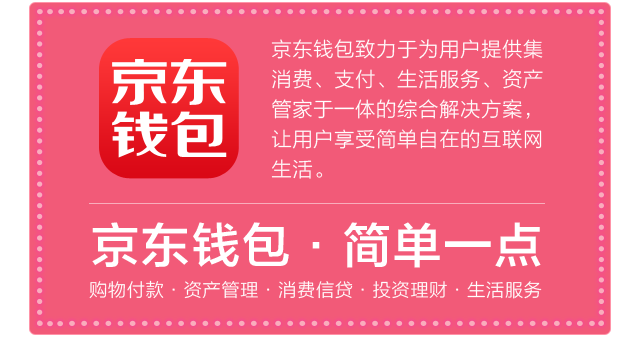 京东
钱包
京东钱包致力于为用户提供集
消费、支付、生活服务、资产
管家于一体的综合解决方案，
让用户享受简单自在的互联网
生活。
京东钱包·简单一点
购物付款·资产管理·消费信贷·投资理财·生活服务